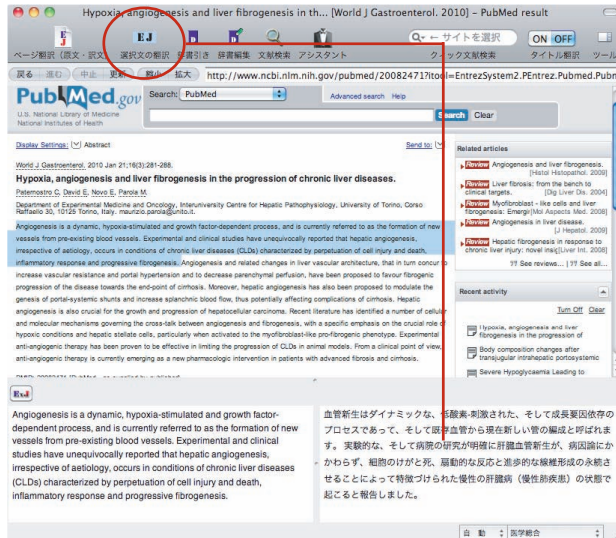 Hypoxia, angiogenesis and liver fibrogenesis in th... [World J Gastroenterol. 2010] - PubMed result
E J
ページ翻訳（原文・訳文） 選択文の翻訳 辞書引き 辞書編集 文献検索 アシスタント クイック文献検索 タイトル翻訳 ツール
サイトを選択 ON OFF
戻る 進む 中止 更新 縮小 拡大 http://www.ncbi.nlm.nih.gov/pubmed/20082471?itool=EntrezSystem2.PEntrez.Pubmed.Pubm
PubMed.gov
U.S. National Library of Medicine
National Institutes of Health
Search: PubMed
Advanced search Help
Search Clear
Display Settings: Abstract
Send to:
World J Gastroenterol. 2010 Jan 21;16(3):281-288.
Hypoxia, angiogenesis and liver fibrogenesis in the progression of chronic liver diseases.
Paternostro C, David E, Novo E, Parola M.
Department of Experimental Medicine and Oncology, Interuniversity Centre for Hepatic Pathophysiology, University of Torino, Corso
Raffaello 30, 10125 Torino, Italy. maurizio.parola@unito.it.
Angiogenesis is a dynamic, hypoxia-stimulated and growth factor-dependent process, and is currently referred to as the formation of new
vessels from pre-existing blood vessels. Experimental and clinical studies have unequivocally reported that hepatic angiogenesis,
irrespective of aetiology, occurs in conditions of chronic liver diseases (CLDs) characterized by perpetuation of cell injury and death,
inflammatory response and progressive fibrogenesis. Angiogenesis and related changes in liver vascular architecture, that in turn concur to
increase vascular resistance and portal hypertension and to decrease parenchymal perfusion, have been proposed to favour fibrogenic
progression of the disease towards the end-point of cirrhosis. Moreover, hepatic angiogenesis has also been proposed to modulate the
genesis of portal-systemic shunts and increase splanchnic blood flow, thus potentially affecting complications of cirrhosis. Hepatic
angiogenesis is also crucial for the growth and progression of hepatocellular carcinoma. Recent literature has identified a number of cellular
and molecular mechanisms governing the cross-talk between angiogenesis and fibrogenesis, with a specific emphasis on the crucial role of
hypoxic conditions and hepatic stellate cells, particularly when activated to the myofibroblast-like pro-fibrogenic phenotype. Experimental
anti-angiogenic therapy has been proven to be effective in limiting the progression of CLDs in animal models. From a clinical point of view,
anti-angiogenic therapy is currently emerging as a new pharmacologic intervention in patients with advanced fibrosis and cirrhosis.
Related articles
Review Angiogenesis and liver fibrogenesis.
[Histol Histopathol. 2009]
Review Liver fibrosis: from the bench to
clinical targets. [Dig Liver Dis. 2004]
Review Myofibroblast - like cells and liver
fibrogenesis: Emergir[Mol Aspects Med. 2008]
Review Angiogenesis in liver disease.
[J Hepatol. 2009]
Review Hepatic fibrogenesis in response to
chronic liver injury: novel insig[Liver Int. 2008]
?? See reviews... | ?? See all...
Recent activity
Turn Off Clear
Hypoxia, angiogenesis and liver
fibrogenesis in the progression of
Body composition changes after
transjugular intrahepatic portosystemic
Severe Hypoglycaemia Leading to
E J
Angiogenesis is a dynamic, hypoxia-stimulated and growth factor-
dependent process, and is currently referred to as the formation of new
vessels from pre-existing blood vessels. Experimental and clinical
studies have unequivocally reported that hepatic angiogenesis,
irrespective of aetiology, occurs in conditions of chronic liver diseases
(CLDs) characterized by perpetuation of cell injury and death,
inflammatory response and progressive fibrogenesis.
血管新生はダイナミックな、低酸素-刺激された、そして成長要因依存の
プロセスであって、そして既存血管から現在新しい管の編成と呼ばれま
す。 実験的な、そして病院の研究が明確に肝臓血管新生が、病因論にか
かわらず、細胞のけがと死、扇動的な反応と進歩的な線維形成の永続さ
せることによって特徴づけられた慢性の肝臓病（慢性肺疾患）の状態で
起こると報告しました。
自 動 医学総合